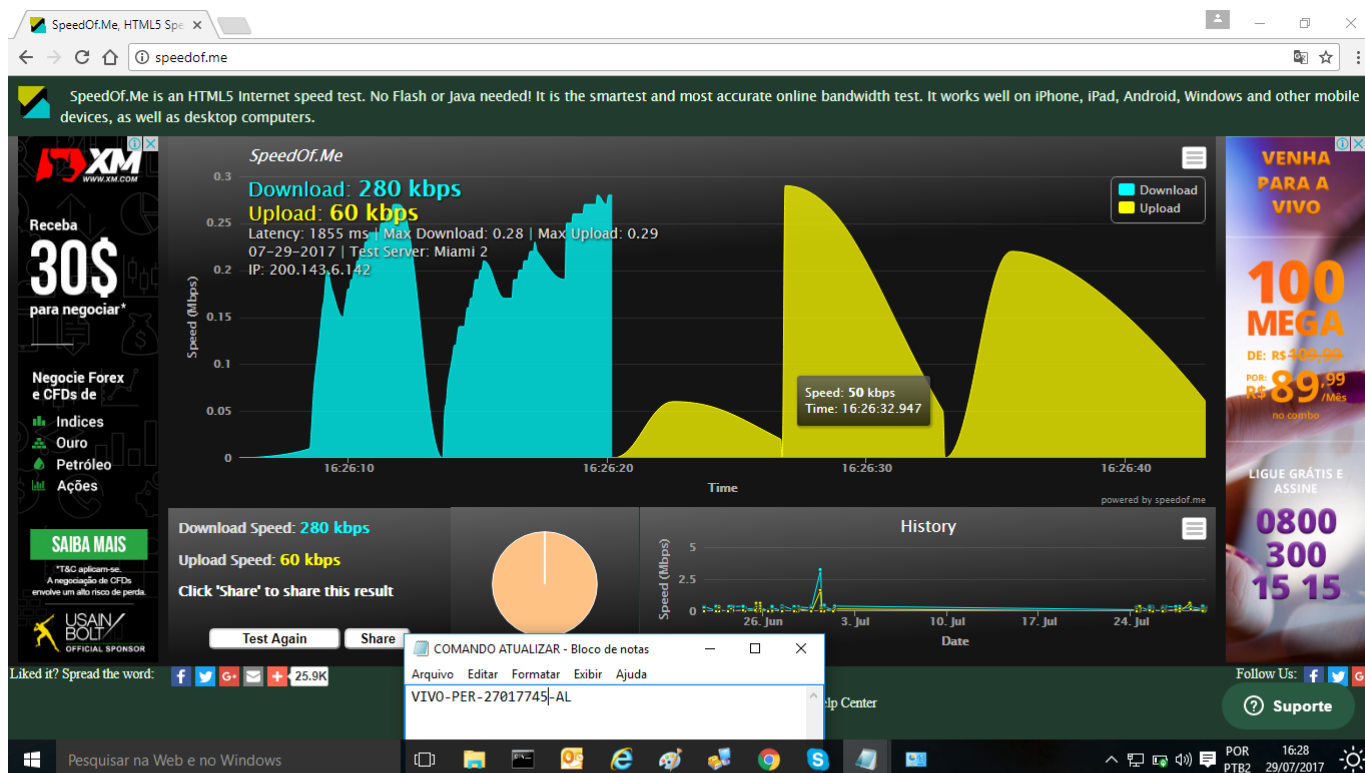 SpeedOf.Me, HTML5 Spe
speedof.me
SpeedOf.Me is an HTML5 Internet speed test. No Flash or Java needed! It is the smartest and most accurate online bandwidth test. It works well on iPhone, iPad, Android, Windows and other mobile
devices, as well as desktop computers.
XM
WWW.XM.COM
Receba
30$
para negociar*
Negocie Forex
e CFDs de
Indices
Ouro
Petróleo
Ações
SAIBA MAIS
*T&C aplicam-se.
A negociação de CFDs
envolve um alto risco de perda.
USAIN
BOLT
OFFICIAL SPONSOR
SpeedOf.Me
Download: 280 kbps
Upload: 60 kbps
Latency: 1855 ms | Max Download: 0.28 | Max Upload: 0.29
07-29-2017 | Test Server: Miami 2
IP: 200.143.6.142
Download
Upload
Speed (Mbps)
0.3
0.25
0.2
0.15
0.1
0.05
0
Speed: 50 kbps
Time: 16:26:32.947
16:26:10 16:26:20 16:26:30 16:26:40
Time
powered by speedof.me
Download Speed: 280 kbps
Upload Speed: 60 kbps
Click 'Share' to share this result
Test Again Share
History
Speed (Mbps)
5
2.5
0
26. Jun 3. Jul 10. Jul 17. Jul 24. Jul
Date
VENHA
PARA A
VIVO
100
MEGA
DE: R$ 109,99
POR:
R$ 89,99
/Mês
no combo
LIGUE GRÁTIS E
ASSINE
0800
300
15 15
Liked it? Spread the word:
25.9K
COMANDO ATUALIZAR - Bloco de notas
Arquivo Editar Formatar Exibir Ajuda
VIVO-PER-27017745-AL
Center
Follow Us:
Suporte
Pesquisar na Web e no Windows
POR
PTB2
16:28
29/07/2017